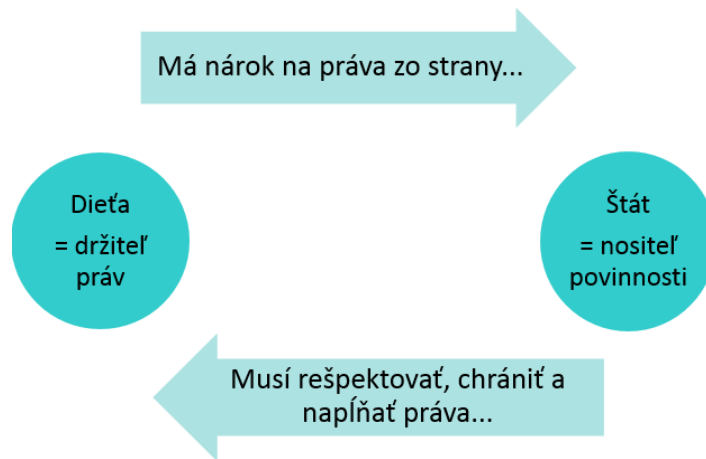 Má nárok na práva zo strany...
Dieťa
= držiteľ
práv
Štát
= nositeľ
povinnosti
Musí rešpektovať, chrániť a
napĺňať práva...